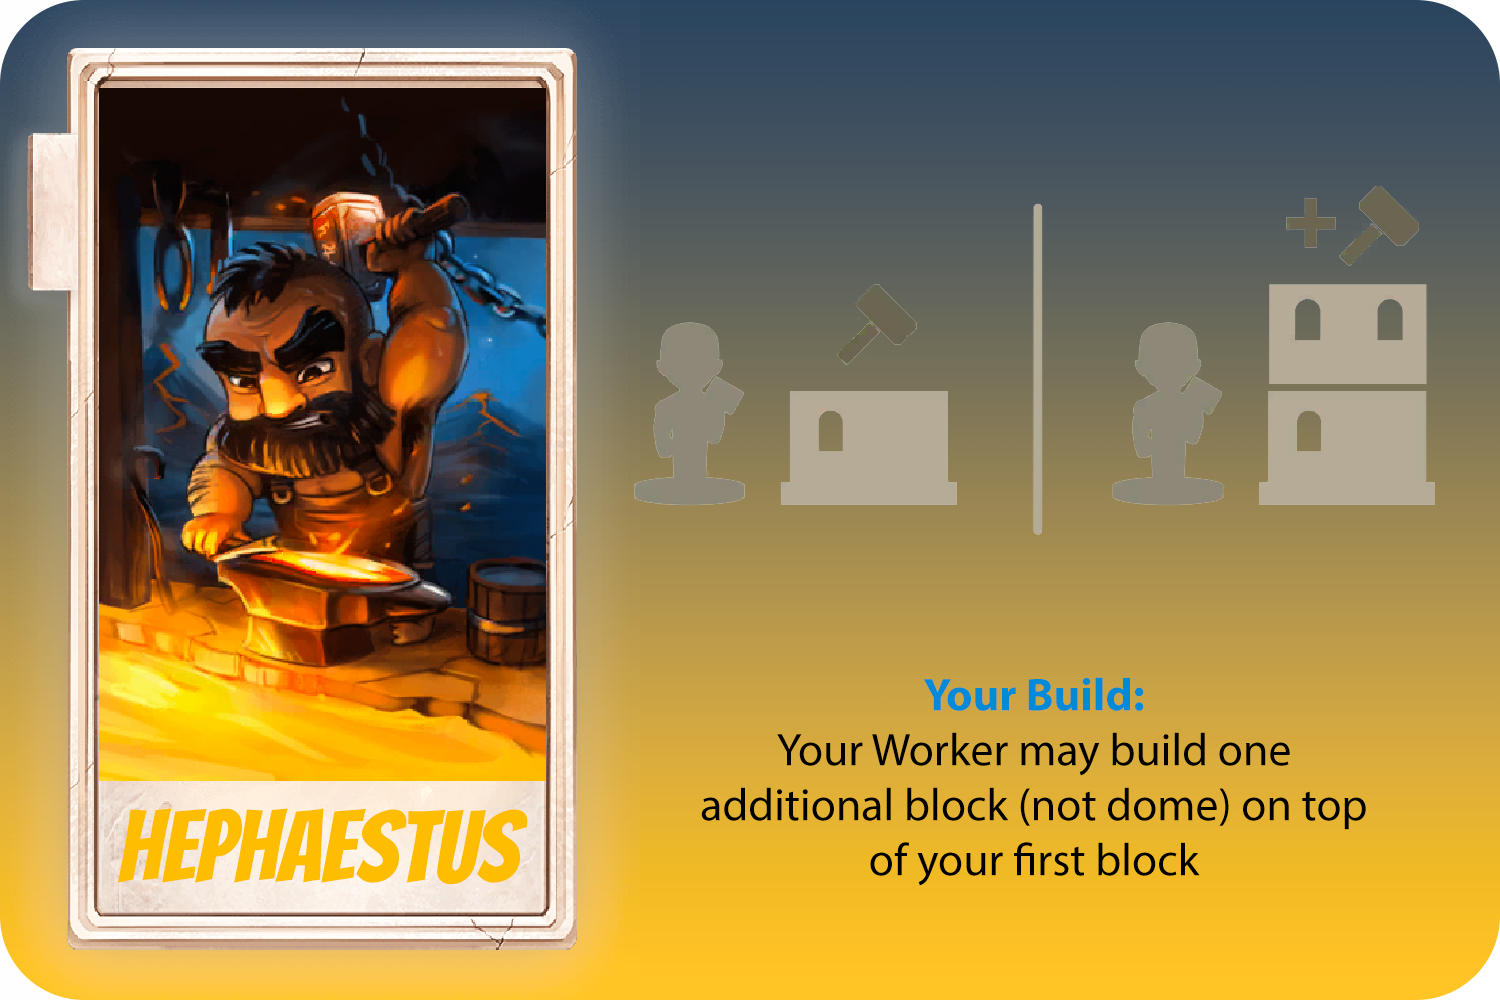 HEPHAESTUS
Your Build:
Your Worker may build one
additional block (not dome) on top
of your first block